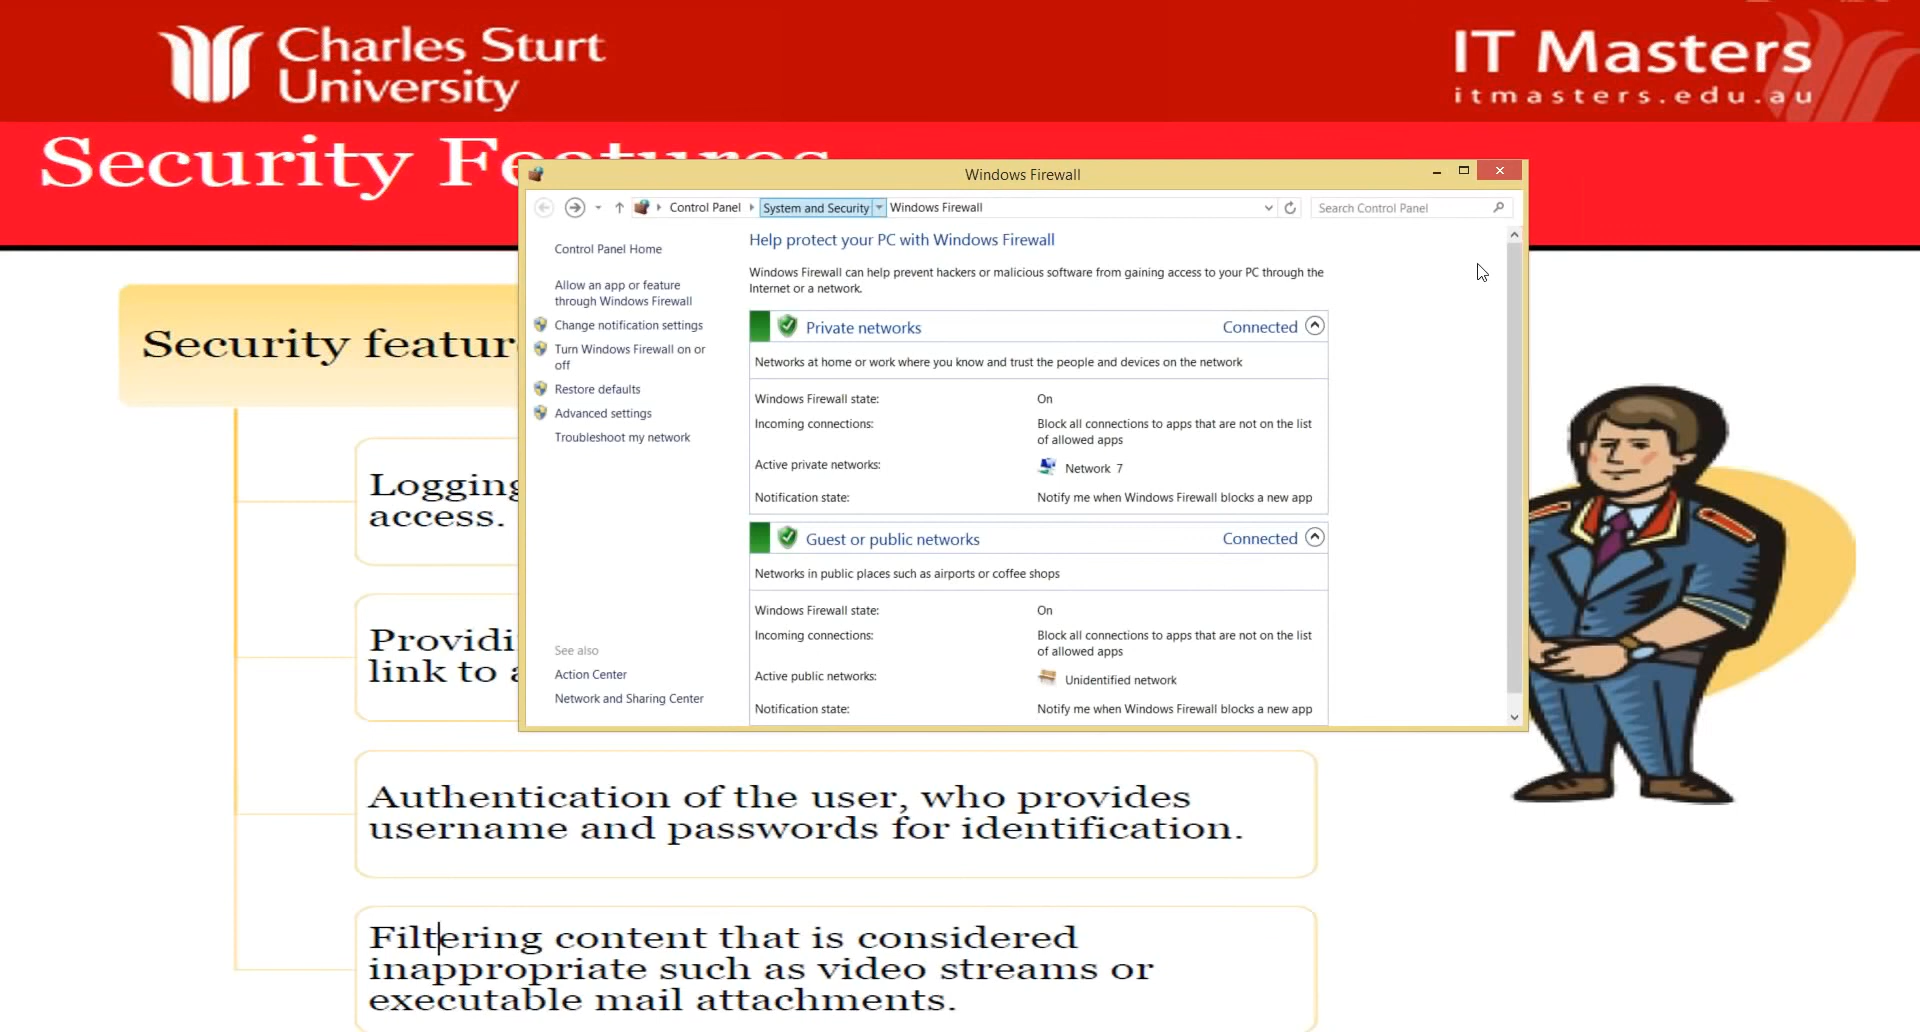 Charles Sturt
University
IT Masters
itmasters.edu.au
Security
Windows Firewall
Control Panel
System and Security
Windows Firewall
Search Control Panel
Control Panel Home
Allow an app or feature
through Windows Firewall
Change notification settings
Turn Windows Firewall on or
off
Restore defaults
Advanced settings
Troubleshoot my network
See also
Action Center
Network and Sharing Center
Help protect your PC with Windows Firewall
Windows Firewall can help prevent hackers or malicious software from gaining access to your PC through the
Internet or a network.
Private networks
Connected
Networks at home or work where you know and trust the people and devices on the network
Windows Firewall state: On
Incoming connections: Block all connections to apps that are not on the list
of allowed apps
Active private networks: Network 7
Notification state: Notify me when Windows Firewall blocks a new app
Guest or public networks
Connected
Networks in public places such as airports or coffee shops
Windows Firewall state: On
Incoming connections: Block all connections to apps that are not on the list
of allowed apps
Active public networks: Unidentified network
Notification state: Notify me when Windows Firewall blocks a new app
Security
Logging
access.
link to
Authentication of the user, who provides
username and passwords for identification.
Filtering content that is considered
inappropriate such as video streams or
executable mail attachments.